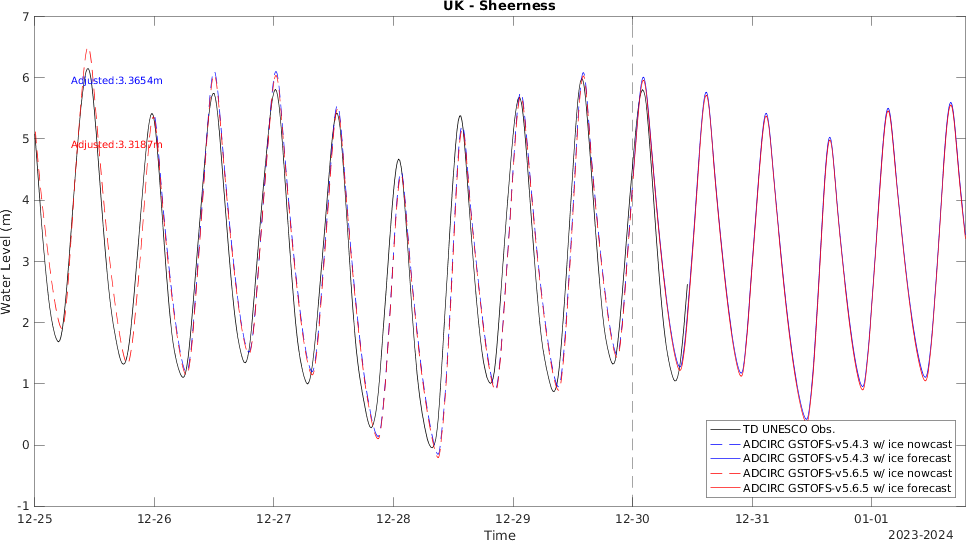 UK - Sheerness
7
6
5
4
3
2
1
0
-1
Water Level (m)
Adjusted:3.3654m
Adjusted:3.3187m
TD UNESCO Obs.
ADCIRC GSTOFS-v5.4.3 w/ ice nowcast
ADCIRC GSTOFS-v5.4.3 w/ ice forecast
ADCIRC GSTOFS-v5.6.5 w/ ice nowcast
ADCIRC GSTOFS-v5.6.5 w/ ice forecast
12-25 12-26 12-27 12-28 12-29 12-30 12-31 01-01
Time
2023-2024